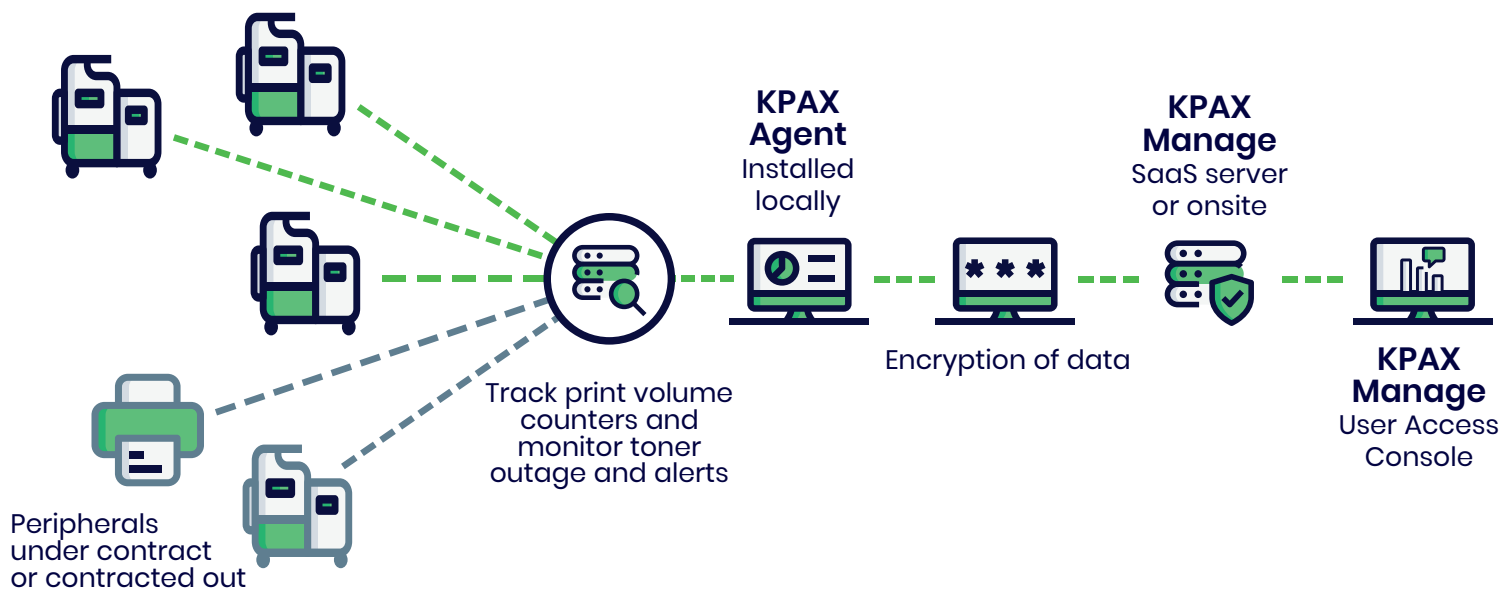 KPAX
Agent
Installed
locally
KPAX
Manage
SaaS server
or onsite
* * *
Encryption of data
Track print volume
counters and
monitor toner
outage and alerts
KPAX
Manage
User Access
Console
Peripherals
under contract
or contracted out